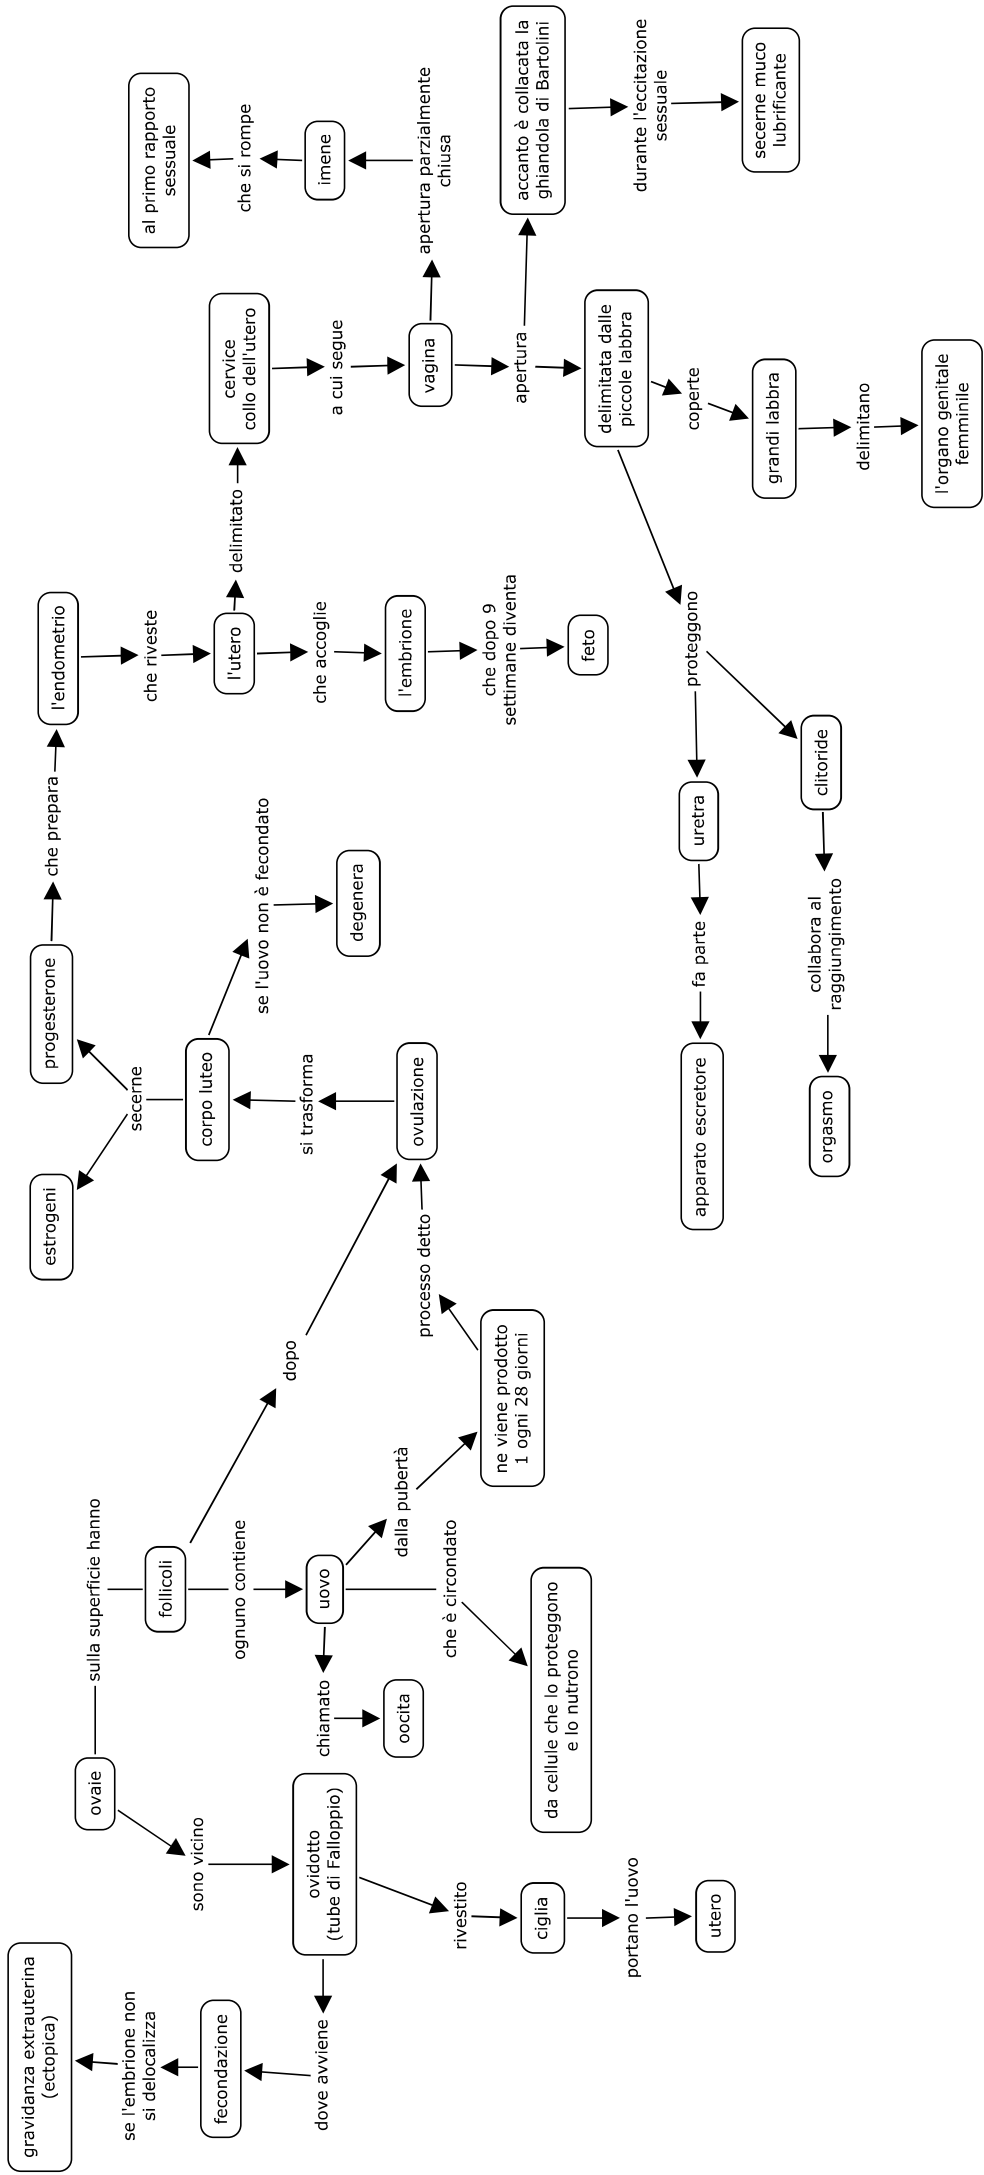 gravidanza extrauterina
(ectopica)
se l'embrione non
si delocalizza
fecondazione
dove avviene
ovaie
sono vicino
ovidotto
(tube di Falloppio)
rivestito
ciglia
portano l'uovo
utero
sulla superficie hanno
follicoli
ognuno contiene
uovo
chiamato
oocita
che è circondato
da cellule che lo proteggono
e lo nutrono
dalla pubertà
ne viene prodotto
1 ogni 28 giorni
processo detto
dopo
ovulazione
si trasforma
corpo luteo
secerne
estrogeni
progesterone
se l'uovo non è fecondato
degenera
che prepara
l'endometrio
che riveste
l'utero
che accoglie
l'embrione
che dopo 9
settimane diventa
feto
delimitato
cervice
collo dell'utero
a cui segue
vagina
apertura parzialmente
chiusa
imene
che si rompe
al primo rapporto
sessuale
apertura
accanto è collacata la
ghiandola di Bartolini
durante l'eccitazione
sessuale
secerne muco
lubrificante
delimitata dalle
piccole labbra
coperte
grandi labbra
delimitano
l'organo genitale
femminile
proteggono
uretra
fa parte
apparato escretore
clitoride
collabora al
raggiungimento
orgasmo